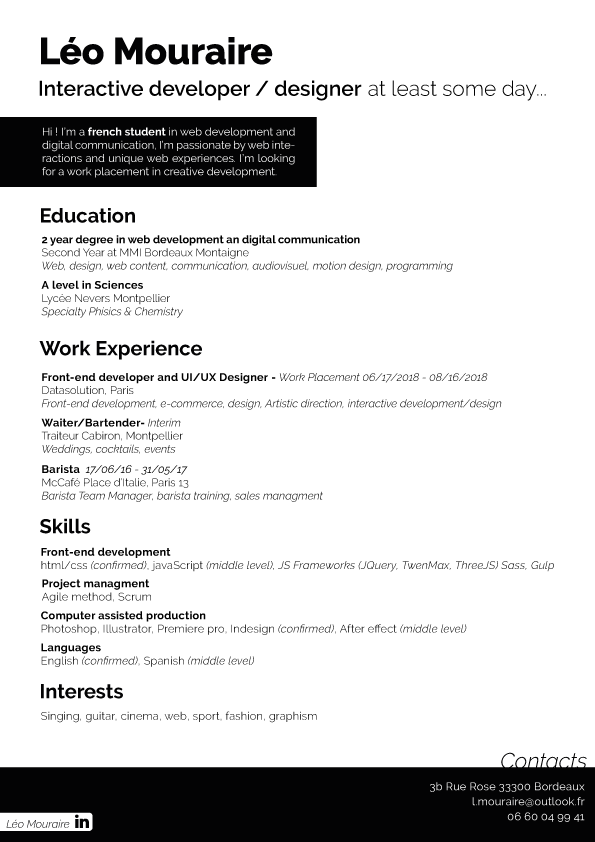 Léo Mouraire
Interactive developer / designer at least some day...
Hi ! I'm a french student in web development and
digital communication, I'm passionate by web inte-
ractions and unique web experiences. I'm looking
for a work placement in creative development.
Education
2 year degree in web development an digital communication
Second Year at MMI Bordeaux Montaigne
Web, design, web content, communication, audiovisuel, motion design, programming
A level in Sciences
Lycée Nevers Montpellier
Specialty Phisics & Chemistry
Work Experience
Front-end developer and UI/UX Designer - Work Placement 06/17/2018 - 08/16/2018
Datasolution, Paris
Front-end development, e-commerce, design, Artistic direction, interactive development/design
Waiter/Bartender- Interim
Traiteur Cabiron, Montpellier
Weddings, cocktails, events
Barista 17/06/16 - 31/05/17
McCafé Place d'Italie, Paris 13
Barista Team Manager, barista training, sales managment
Skills
Front-end development
html/css (confirmed), javaScript (middle level), JS Frameworks (JQuery, TwenMax, ThreeJS) Sass, Gulp
Project managment
Agile method, Scrum
Computer assisted production
Photoshop, Illustrator, Premiere pro, Indesign (confirmed), After effect (middle level)
Languages
English (confirmed), Spanish (middle level)
Interests
Singing, guitar, cinema, web, sport, fashion, graphism
Contacts
3b Rue Rose 33300 Bordeaux
l.mouraire@outlook.fr
06 60 04 99 41
Léo Mouraire in